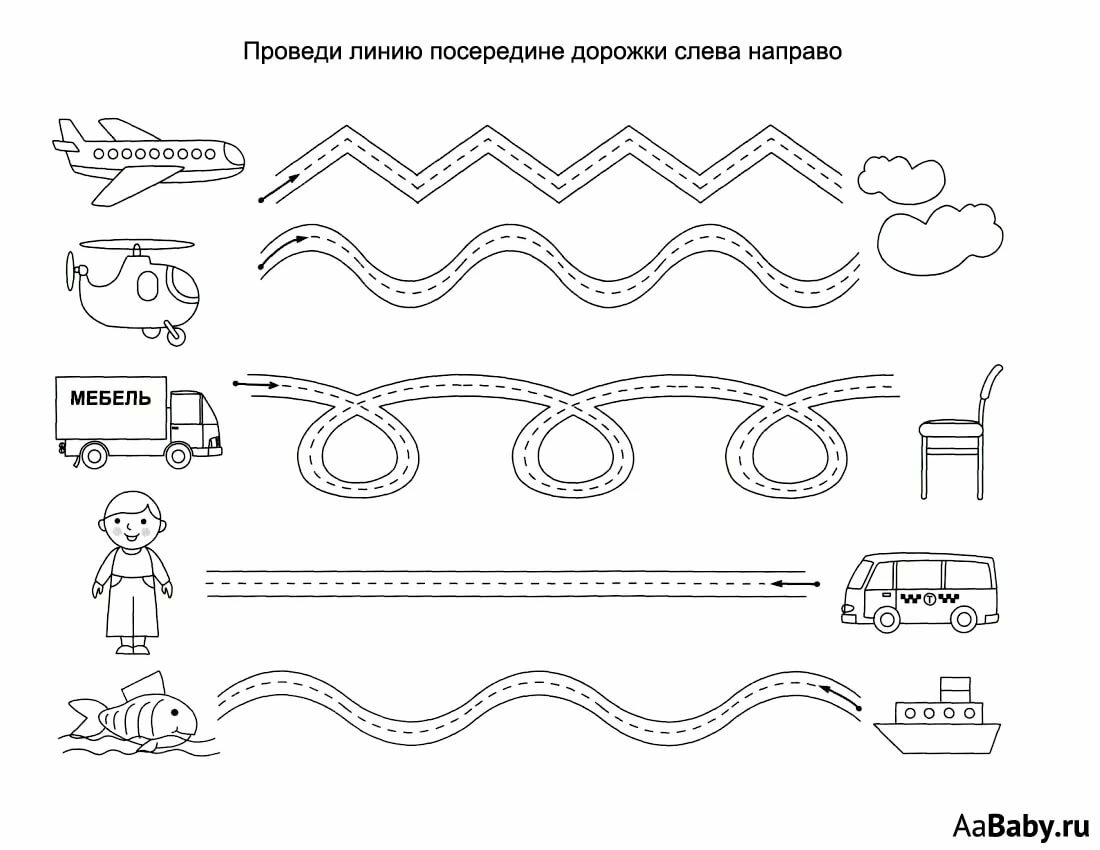 Проведи линию посередине дорожки слева направо
МЕБЕЛЬ
Т
AaBaby.ru